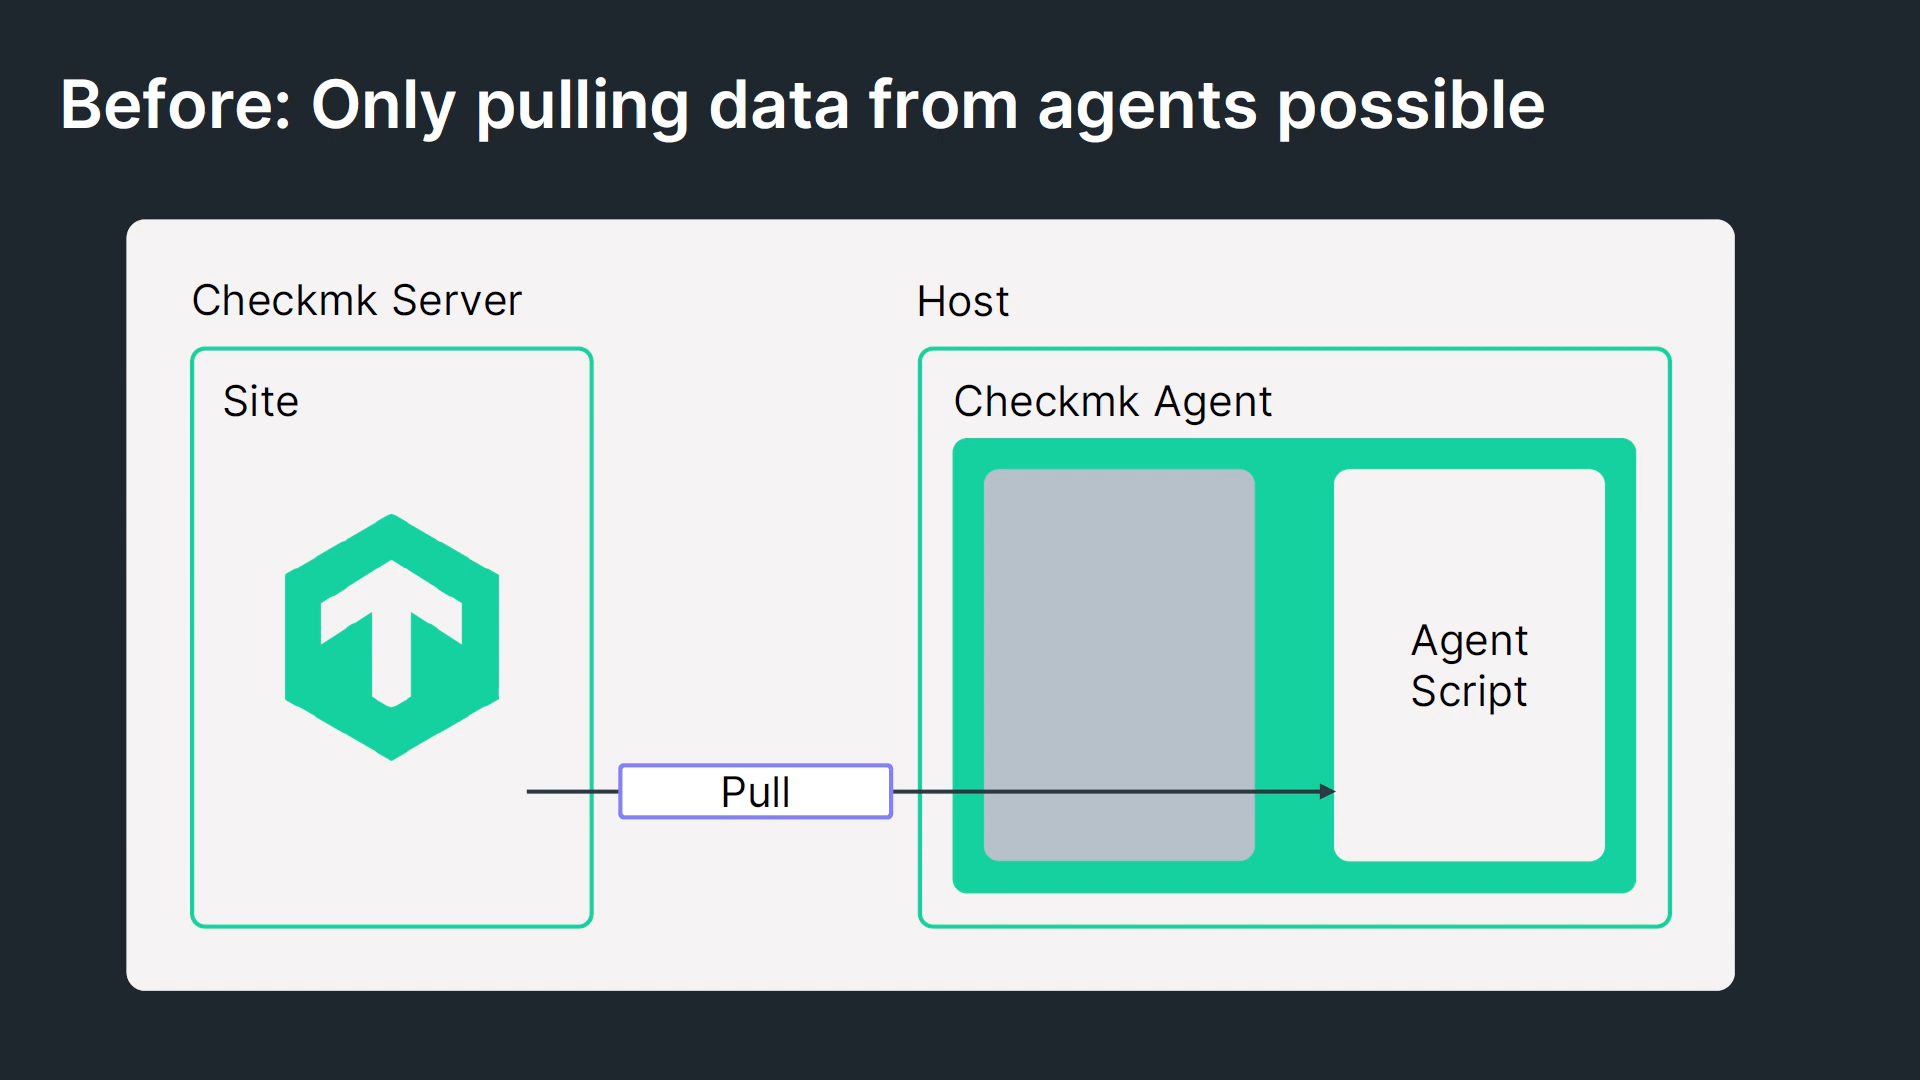 Before: Only pulling data from agents possible
Checkmk Server
Host
Site
Checkmk Agent
Agent
Script
Pull